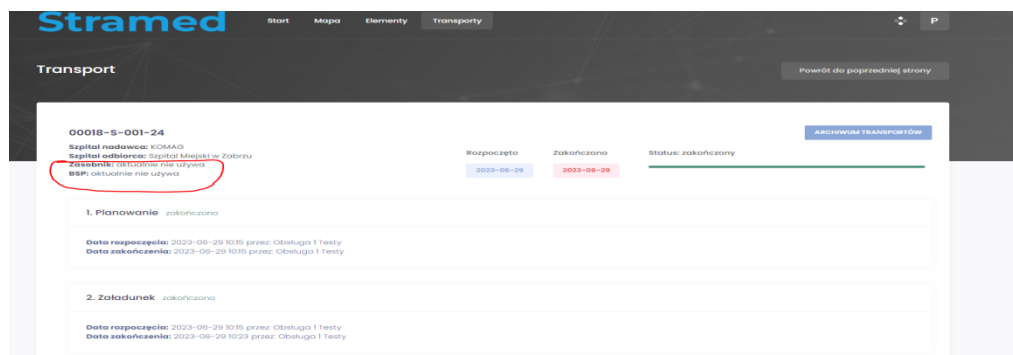 Stramed
Start Mapa Elementy Transporty P
Transport
Powrót do poprzedniej strony
00018-S-001-24
ARCHIWUM TRANSPORTÓW
Szpital nadawca: KOMAG
Szpital odbiorca: Szpital Miejski w Zabrzu
Zasobnik: aktualnie nie używa
BSP: aktualnie nie używa
Rozpoczęto Zakończono Status: zakończony
2023-06-29 2023-06-29
1. Planowanie zakończono
Data rozpoczęcia: 2023-06-29 10:15 przez: Obsługa 1 Testy
Data zakończenia: 2023-06-29 10:15 przez: Obsługa 1 Testy
2. Załadunek zakończono
Data rozpoczęcia: 2023-06-29 10:15 przez: Obsługa 1 Testy
Data zakończenia: 2023-06-29 10:23 przez: Obsługa 1 Testy